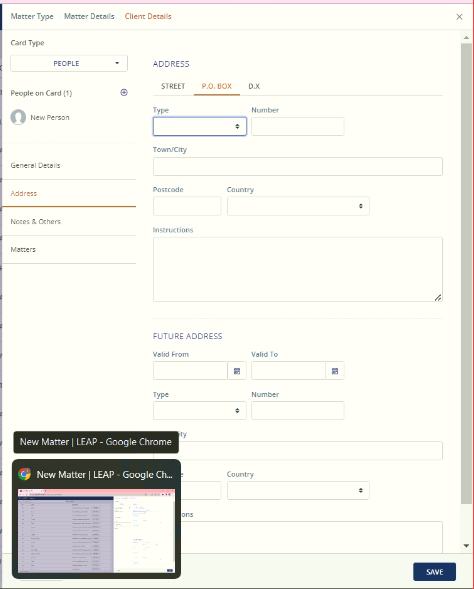 Matter Type Matter Details Client Details
Card Type
PEOPLE
People on Card (1)
New Person
General Details
Address
Notes & Others
Matters
ADDRESS
STREET P.O. BOX D.X
Type Number
Town/City
Postcode Country
Instructions
FUTURE ADDRESS
Valid From Valid To
Type Number
Country
New Matter | LEAP - Google Chrome
New Matter | LEAP - Google Ch...
SAVE